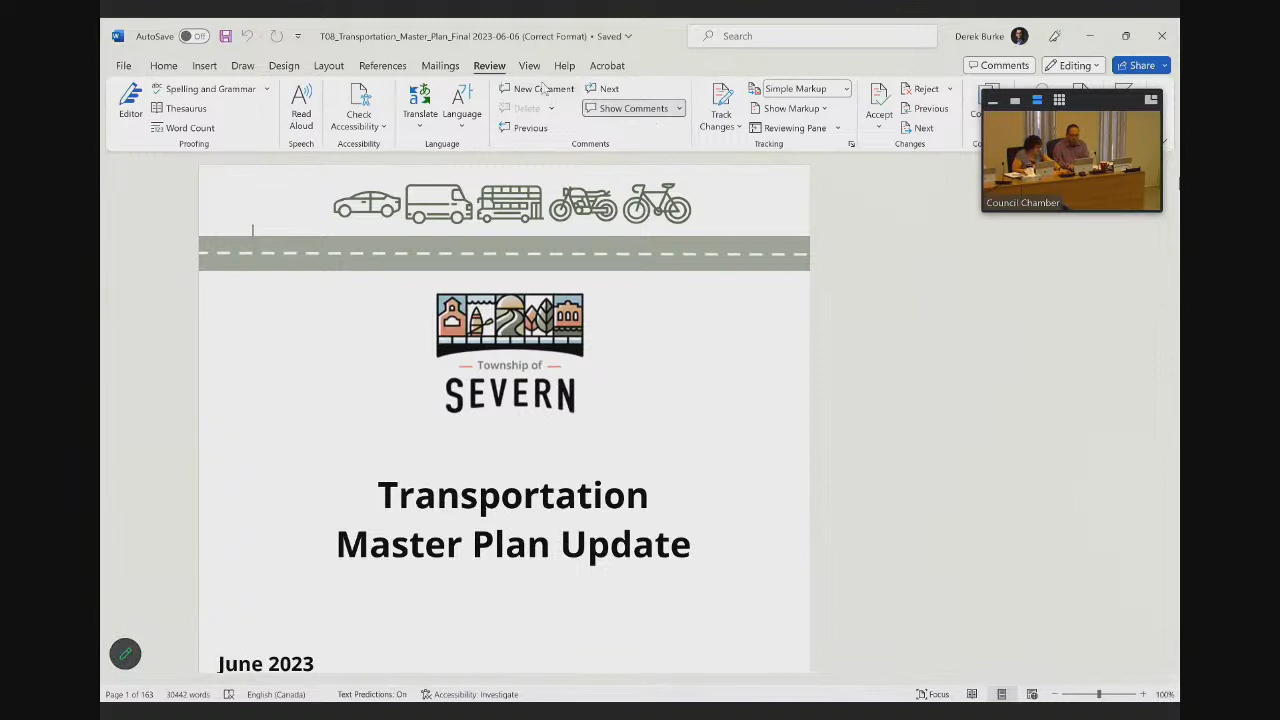 AutoSave Off T08_Transportation_Master_Plan_Final 2023-06-06 (Correct Format) • Saved Search Derek Burke
File Home Insert Draw Design Layout References Mailings Review View Help Acrobat Comments Editing Share
Editor
Spelling and Grammar
Thesaurus
Word Count
Proofing
Read Aloud
Speech
Check Accessibility
Accessibility
Translate
Language
Language
New Comment
Delete
Previous
Next
Show Comments
Comments
Track Changes
Simple Markup
Show Markup
Reviewing Pane
Tracking
Accept
Reject
Previous
Next
Changes
Council Chamber
Township of
SEVERN
Transportation
Master Plan Update
June 2023
Page 1 of 163 30442 words English (Canada) Text Predictions: On Accessibility: Investigate Focus 100%